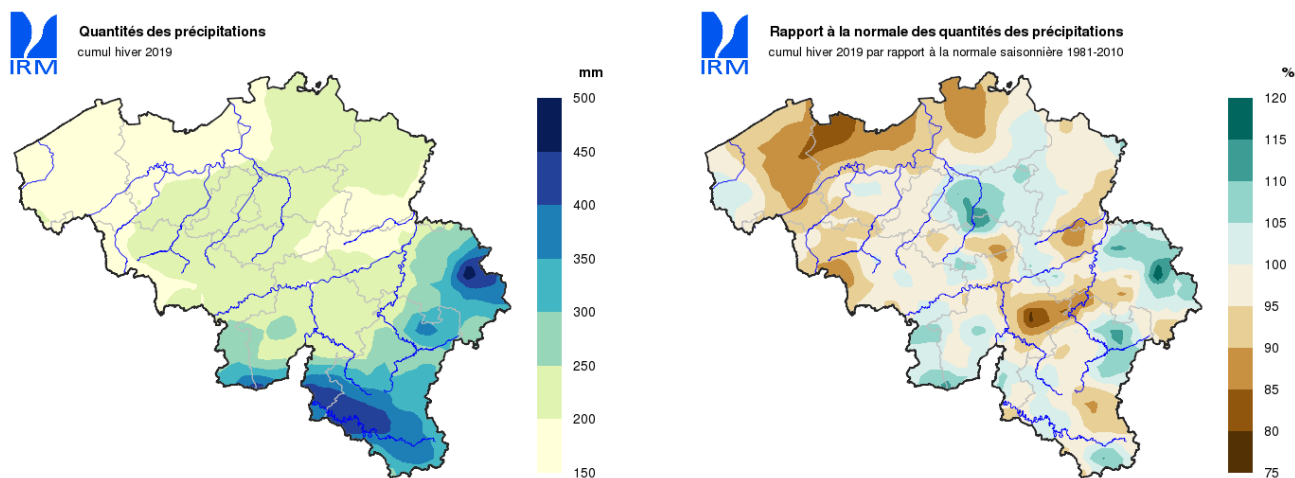 Quantités des précipitations
cumul hiver 2019
IRM
mm
500
450
400
350
300
250
200
150
Rapport à la normale des quantités des précipitations
cumul hiver 2019 par rapport à la normale saisonnière 1981-2010
IRM
%
120
115
110
105
100
95
90
85
80
75